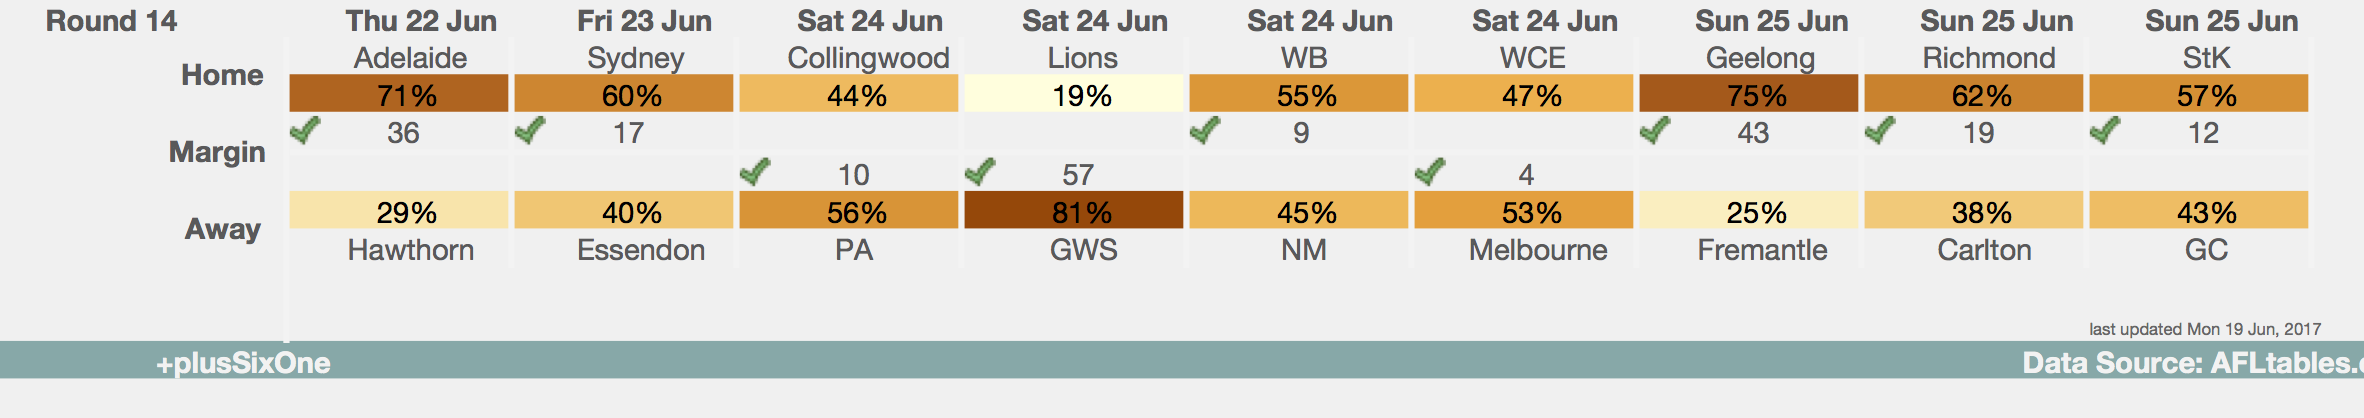 Round 14 Thu 22 Jun Fri 23 Jun Sat 24 Jun Sat 24 Jun Sat 24 Jun Sat 24 Jun Sun 25 Jun Sun 25 Jun Sun 25 Jun
Adelaide Sydney Collingwood Lions WB WCE Geelong Richmond StK
Home 71% 60% 44% 19% 55% 47% 75% 62% 57%
36 17 9 43 19 12
Margin
10 57 4
29% 40% 56% 81% 45% 53% 25% 38% 43%
Away
Hawthorn Essendon PA GWS NM Melbourne Fremantle Carlton GC
last updated Mon 19 Jun, 2017
+plusSixOne Data Source: AFLtables.